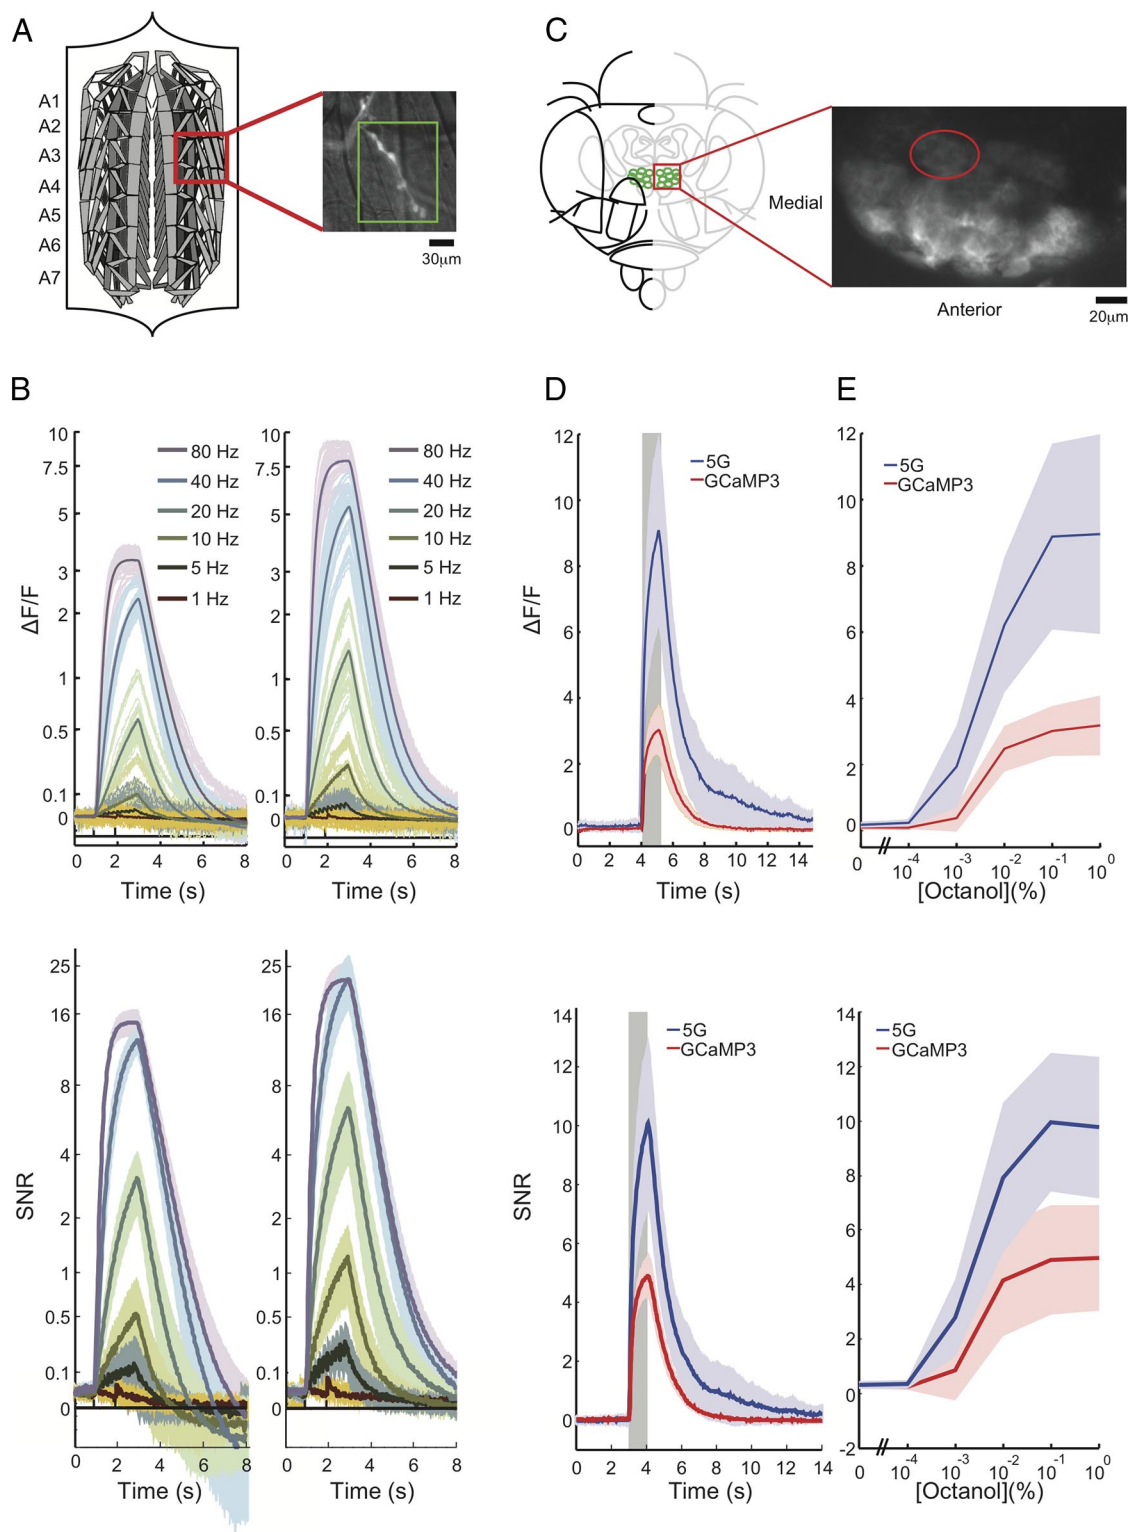 A
A1
A2
A3
A4
A5
A6
A7
30μm
C
Medial
Anterior
20μm
B
ΔF/F
10
7.5
5
3
2
1
0.5
0.1
0
80 Hz
40 Hz
20 Hz
10 Hz
5 Hz
1 Hz
0 2 4 6 8
Time (s)
10
7.5
5
3
2
1
0.5
0.1
0
80 Hz
40 Hz
20 Hz
10 Hz
5 Hz
1 Hz
0 2 4 6 8
Time (s)
D
ΔF/F
12
10
8
6
4
2
0
5G
GCaMP3
0 2 4 6 8 10 12 14
Time (s)
E
12
10
8
6
4
2
0
5G
GCaMP3
0 10⁻⁴ 10⁻³ 10⁻² 10⁻¹ 10⁰
[Octanol](%)
SNR
25
16
8
4
2
1
0.5
0.1
0
0 2 4 6 8
Time (s)
25
16
8
4
2
1
0.5
0.1
0
0 2 4 6 8
Time (s)
SNR
14
12
10
8
6
4
2
0
5G
GCaMP3
0 2 4 6 8 10 12 14
Time (s)
14
12
10
8
6
4
2
0
-2
5G
GCaMP3
0 10⁻⁴ 10⁻³ 10⁻² 10⁻¹ 10⁰
[Octanol](%)